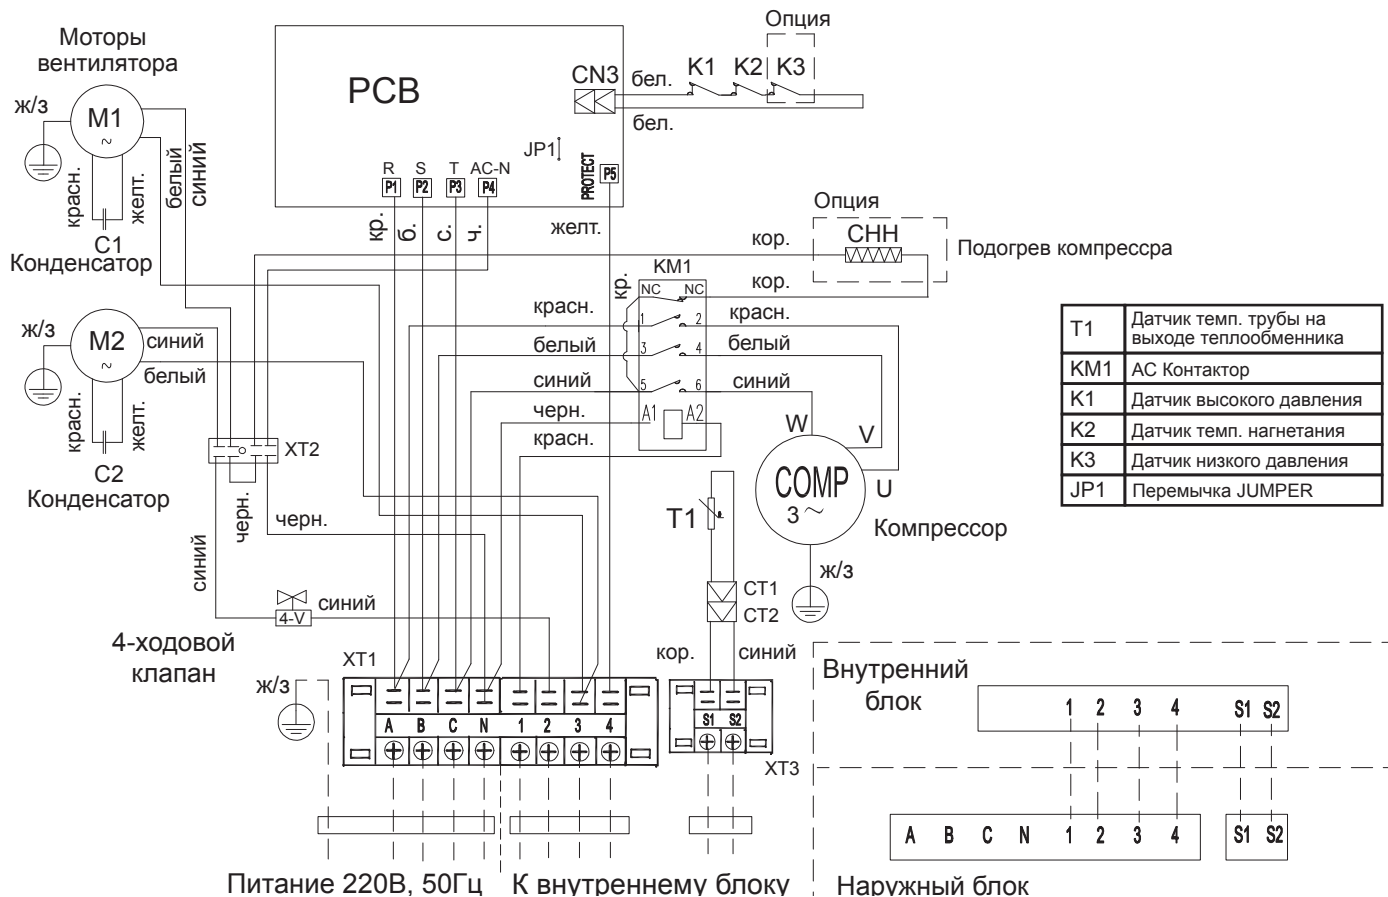 Моторы
вентилятора
ж/з
M1
~
красн.
желт.
белый
синий
C1
Конденсатор
ж/з
M2
~
синий
белый
красн.
желт.
C2
Конденсатор
PCB
CN3
JP1
R S T AC-N
P1 P2 P3 P4
PROTECT
P5
кр.
б.
с.
ч.
желт.
бел.
бел.
K1 K2 K3
Опция
Опция
CHH
Подогрев компрессра
кор.
кор.
KM1
кр.
NC NC
1 2
3 4
5 6
A1 A2
красн.
белый
синий
черн.
красн.
красн.
белый
синий
W
V
U
COMP
3 ~
Компрессор
ж/з
T1
CT1
CT2
кор.
синий
XT2
черн.
черн.
синий
4-V
синий
4-ходовой
клапан
ж/з
XT1
A B C N 1 2 3 4
S1 S2
XT3
Питание 220В, 50Гц
К внутреннему блоку
T1 Датчик темп. трубы на
выходе теплообменника
KM1 АС Контактор
K1 Датчик высокого давления
K2 Датчик темп. нагнетания
K3 Датчик низкого давления
JP1 Перемычка JUMPER
Внутренний
блок
1 2 3 4 S1 S2
A B C N 1 2 3 4 S1 S2
Наружный блок